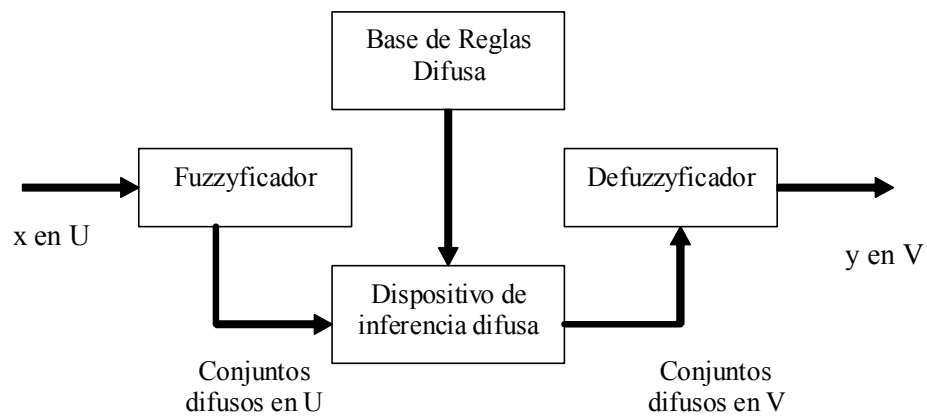 Base de Reglas
Difusa
Fuzzyficador
Defuzzyficador
x en U
y en V
Dispositivo de
inferencia difusa
Conjuntos
difusos en U
Conjuntos
difusos en V